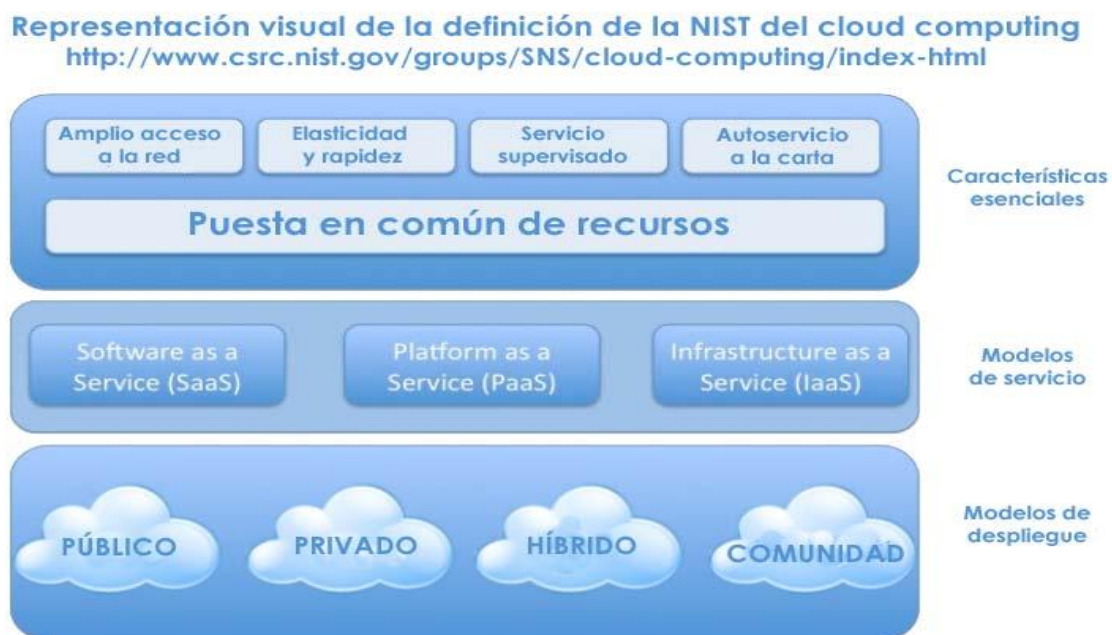 Representación visual de la definición de la NIST del cloud computing
http://www.csrc.nist.gov/groups/SNS/cloud-computing/index-html
Amplio acceso
a la red
Elasticidad
y rapidez
Servicio
supervisado
Autoservicio
a la carta
Puesta en común de recursos
Características
esenciales
Software as a
Service (SaaS)
Platform as a
Service (PaaS)
Infrastructure as a
Service (IaaS)
Modelos
de servicio
PÚBLICO
PRIVADO
HÍBRIDO
COMUNIDAD
Modelos de
despliegue